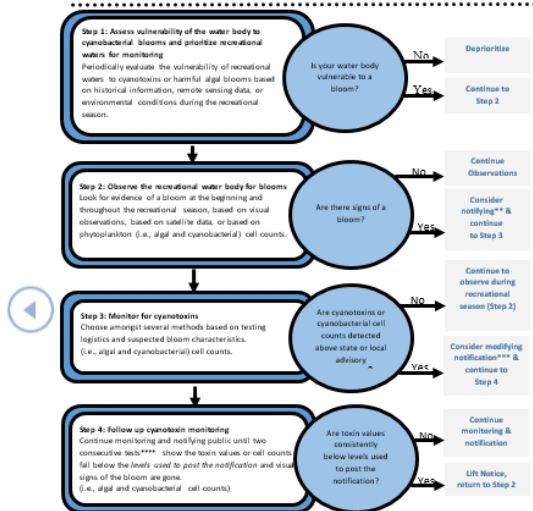 Step 1: Assess vulnerability of the water body to
cyanobacterial blooms and prioritize recreational
waters for monitoring
Periodically evaluate the vulnerability of recreational
waters to cyanotoxins or harmful algal blooms based
on historical information, remote sensing data, or
environmental conditions during the recreational
season.
Is your water body
vulnerable to a
bloom?
No
Deprioritize
Yes
Continue to
Step 2
Step 2: Observe the recreational water body for blooms
Look for evidence of a bloom at the beginning and
throughout the recreational season, based on visual
observations, based on satellite data, or based on
phytoplankton (i.e., algal and cyanobacterial) cell counts.
Are there signs of a
bloom?
No
Continue
Observations
Yes
Consider
notifying** &
continue
to Step 3
Step 3: Monitor for cyanotoxins
Choose amongst several methods based on testing
logistics and suspected bloom characteristics.
(i.e., algal and cyanobacterial) cell counts.
Are cyanotoxins or
cyanobacterial cell
counts detected
above state or local
advisory
No
Continue to
observe during
recreational
season (Step 2)
Yes
Consider modifying
notification*** &
continue to
Step 4
Step 4: Follow up cyanotoxin monitoring
Continue monitoring and notifying public until two
consecutive tests**** show the toxin values or cell counts
fall below the levels used to post the notification and visual
signs of the bloom are gone.
(i.e., algal and cyanobacterial cell counts)
Are toxin values
consistently
below levels used
to post the
notification?
No
Continue
monitoring &
notification
Yes
Lift Notice,
return to Step 2